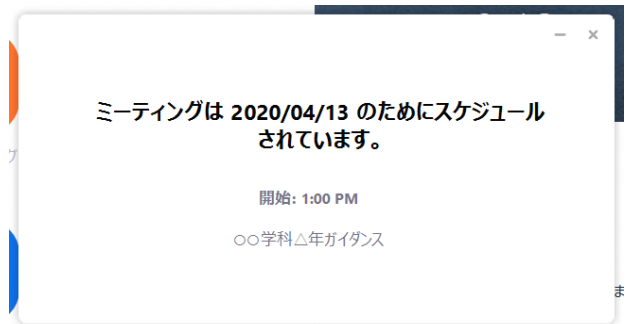 ミーティングは 2020/04/13 のためにスケジュール
されています。
開始: 1:00 PM
○○学科△年ガイダンス
グ
ま